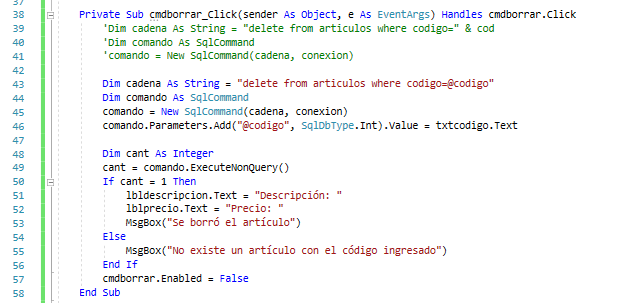 37
38 Private Sub cmdborrar_Click(sender As Object, e As EventArgs) Handles cmdborrar.Click
39 'Dim cadena As String = "delete from articulos where codigo=" & cod
40 'Dim comando As SqlCommand
41 'comando = New SqlCommand(cadena, conexion)
42
43 Dim cadena As String = "delete from articulos where codigo=@codigo"
44 Dim comando As SqlCommand
45 comando = New SqlCommand(cadena, conexion)
46 comando.Parameters.Add("@codigo", SqlDbType.Int).Value = txtcodigo.Text
47
48 Dim cant As Integer
49 cant = comando.ExecuteNonQuery()
50 If cant = 1 Then
51 lbldescripcion.Text = "Descripción: "
52 lblprecio.Text = "Precio: "
53 MsgBox("Se borró el artículo")
54 Else
55 MsgBox("No existe un artículo con el código ingresado")
56 End If
57 cmdborrar.Enabled = False
58 End Sub